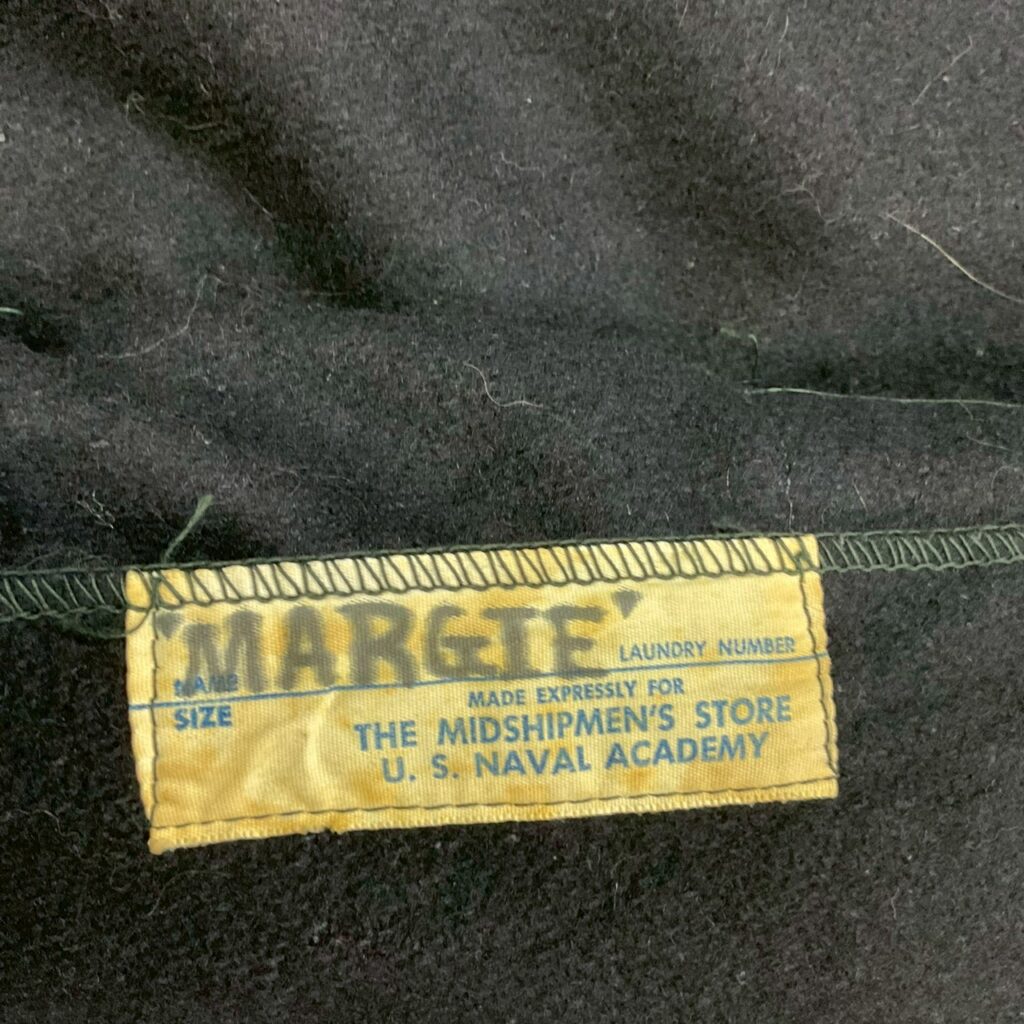 'MARGIE'
NAME LAUNDRY NUMBER
SIZE MADE EXPRESSLY FOR
THE MIDSHIPMEN'S STORE
U. S. NAVAL ACADEMY